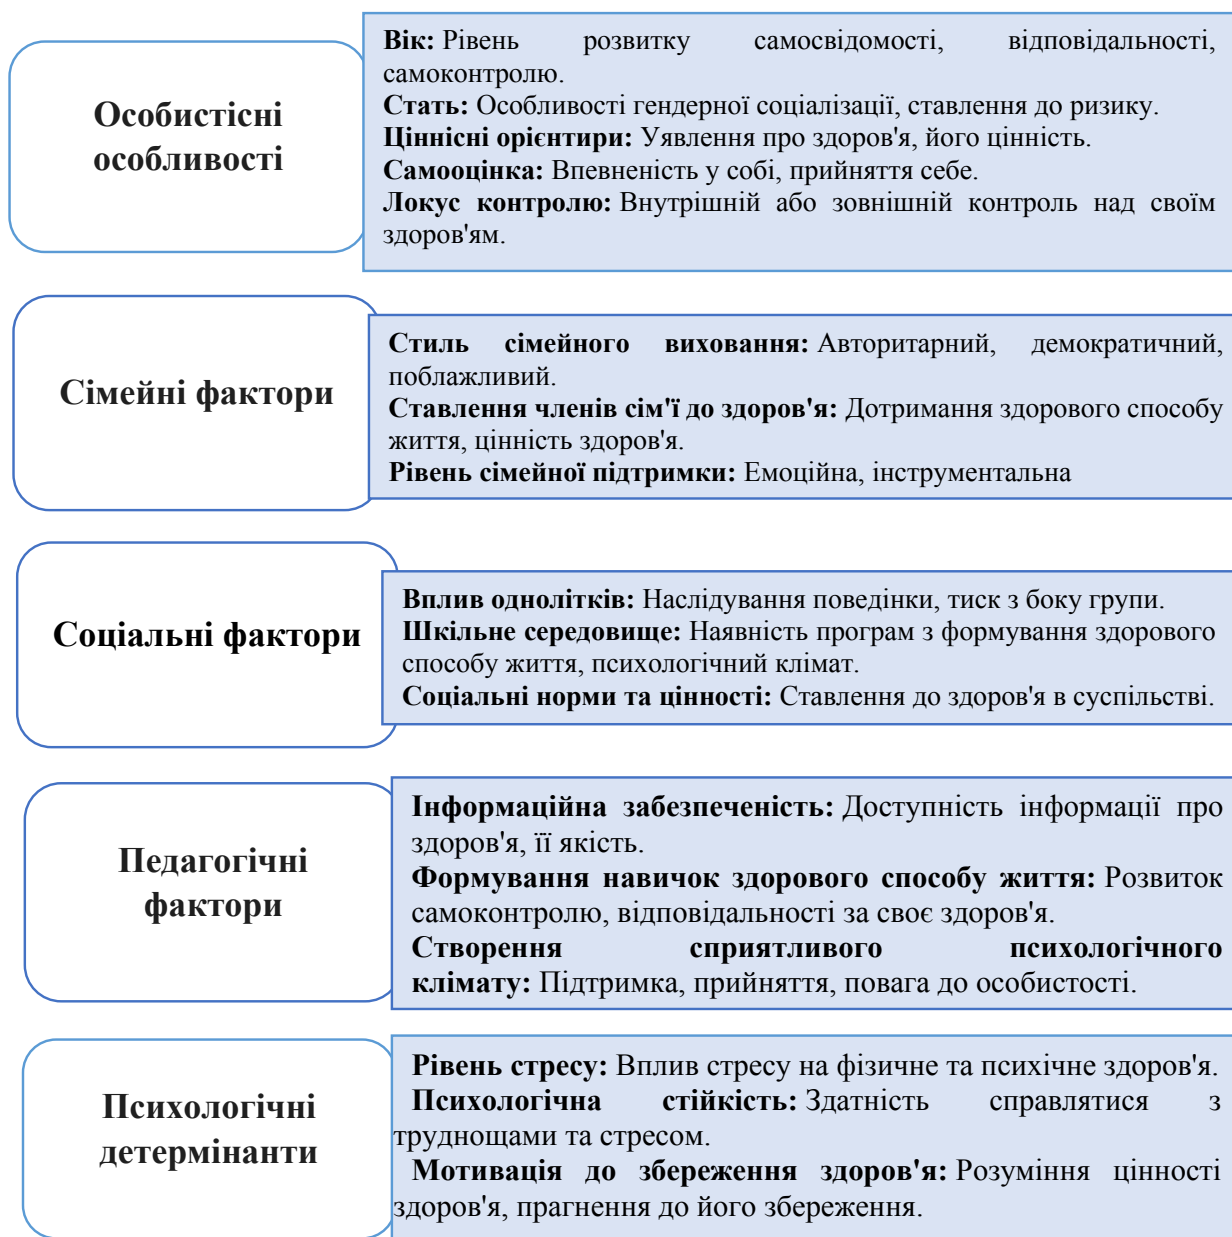 Особистісні
особливості
Вік: Рівень розвитку самосвідомості, відповідальності,
самоконтролю.
Стать: Особливості гендерної соціалізації, ставлення до ризику.
Ціннісні орієнтири: Уявлення про здоров'я, його цінність.
Самооцінка: Впевненість у собі, прийняття себе.
Локус контролю: Внутрішній або зовнішній контроль над своїм
здоров'ям.
Сімейні фактори
Стиль сімейного виховання: Авторитарний, демократичний,
поблажливий.
Ставлення членів сім'ї до здоров'я: Дотримання здорового способу
життя, цінність здоров'я.
Рівень сімейної підтримки: Емоційна, інструментальна
Соціальні фактори
Вплив однолітків: Наслідування поведінки, тиск з боку групи.
Шкільне середовище: Наявність програм з формування здорового
способу життя, психологічний клімат.
Соціальні норми та цінності: Ставлення до здоров'я в суспільстві.
Педагогічні
фактори
Інформаційна забезпеченість: Доступність інформації про
здоров'я, її якість.
Формування навичок здорового способу життя: Розвиток
самоконтролю, відповідальності за своє здоров'я.
Створення сприятливого психологічного
клімату: Підтримка, прийняття, повага до особистості.
Психологічні
детермінанти
Рівень стресу: Вплив стресу на фізичне та психічне здоров'я.
Психологічна стійкість: Здатність справлятися з
труднощами та стресом.
Мотивація до збереження здоров'я: Розуміння цінності
здоров'я, прагнення до його збереження.